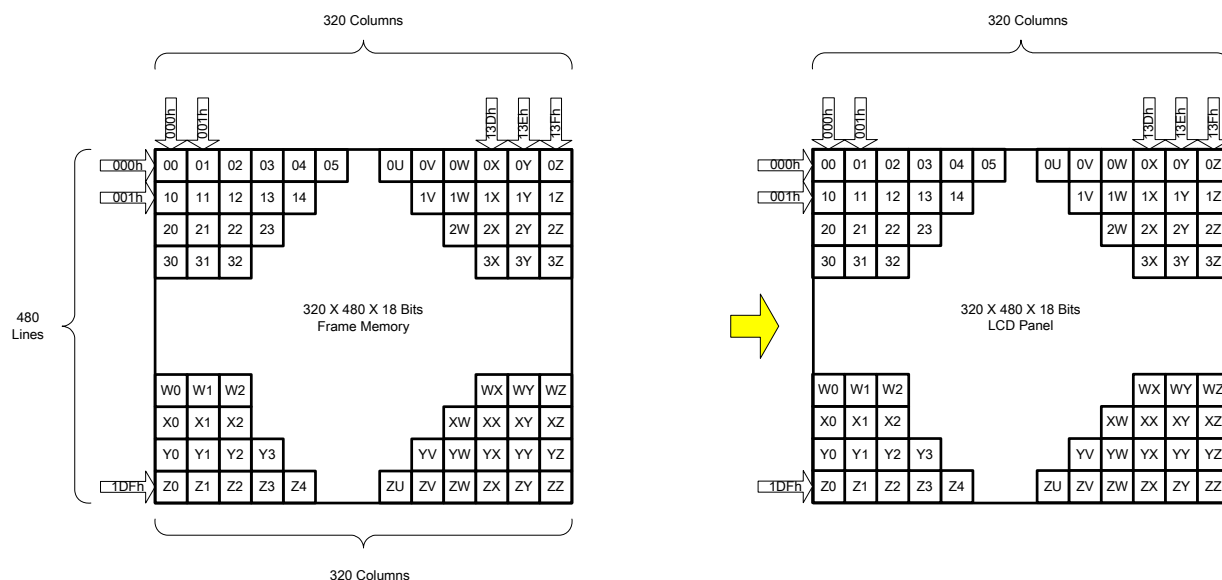 320 Columns
320 Columns
000h 001h 13Dh 13Eh 13Fh
000h 001h 13Dh 13Eh 13Fh
000h 00 01 02 03 04 05 0U 0V 0W 0X 0Y 0Z
000h 00 01 02 03 04 05 0U 0V 0W 0X 0Y 0Z
001h 10 11 12 13 14 1V 1W 1X 1Y 1Z
001h 10 11 12 13 14 1V 1W 1X 1Y 1Z
20 21 22 23 2W 2X 2Y 2Z
20 21 22 23 2W 2X 2Y 2Z
30 31 32 3X 3Y 3Z
30 31 32 3X 3Y 3Z
480
Lines
320 X 480 X 18 Bits
Frame Memory
320 X 480 X 18 Bits
LCD Panel
W0 W1 W2 WX WY WZ
W0 W1 W2 WX WY WZ
X0 X1 X2 XW XX XY XZ
X0 X1 X2 XW XX XY XZ
Y0 Y1 Y2 Y3 YV YW YX YY YZ
Y0 Y1 Y2 Y3 YV YW YX YY YZ
1DFh Z0 Z1 Z2 Z3 Z4 ZU ZV ZW ZX ZY ZZ
1DFh Z0 Z1 Z2 Z3 Z4 ZU ZV ZW ZX ZY ZZ
320 Columns